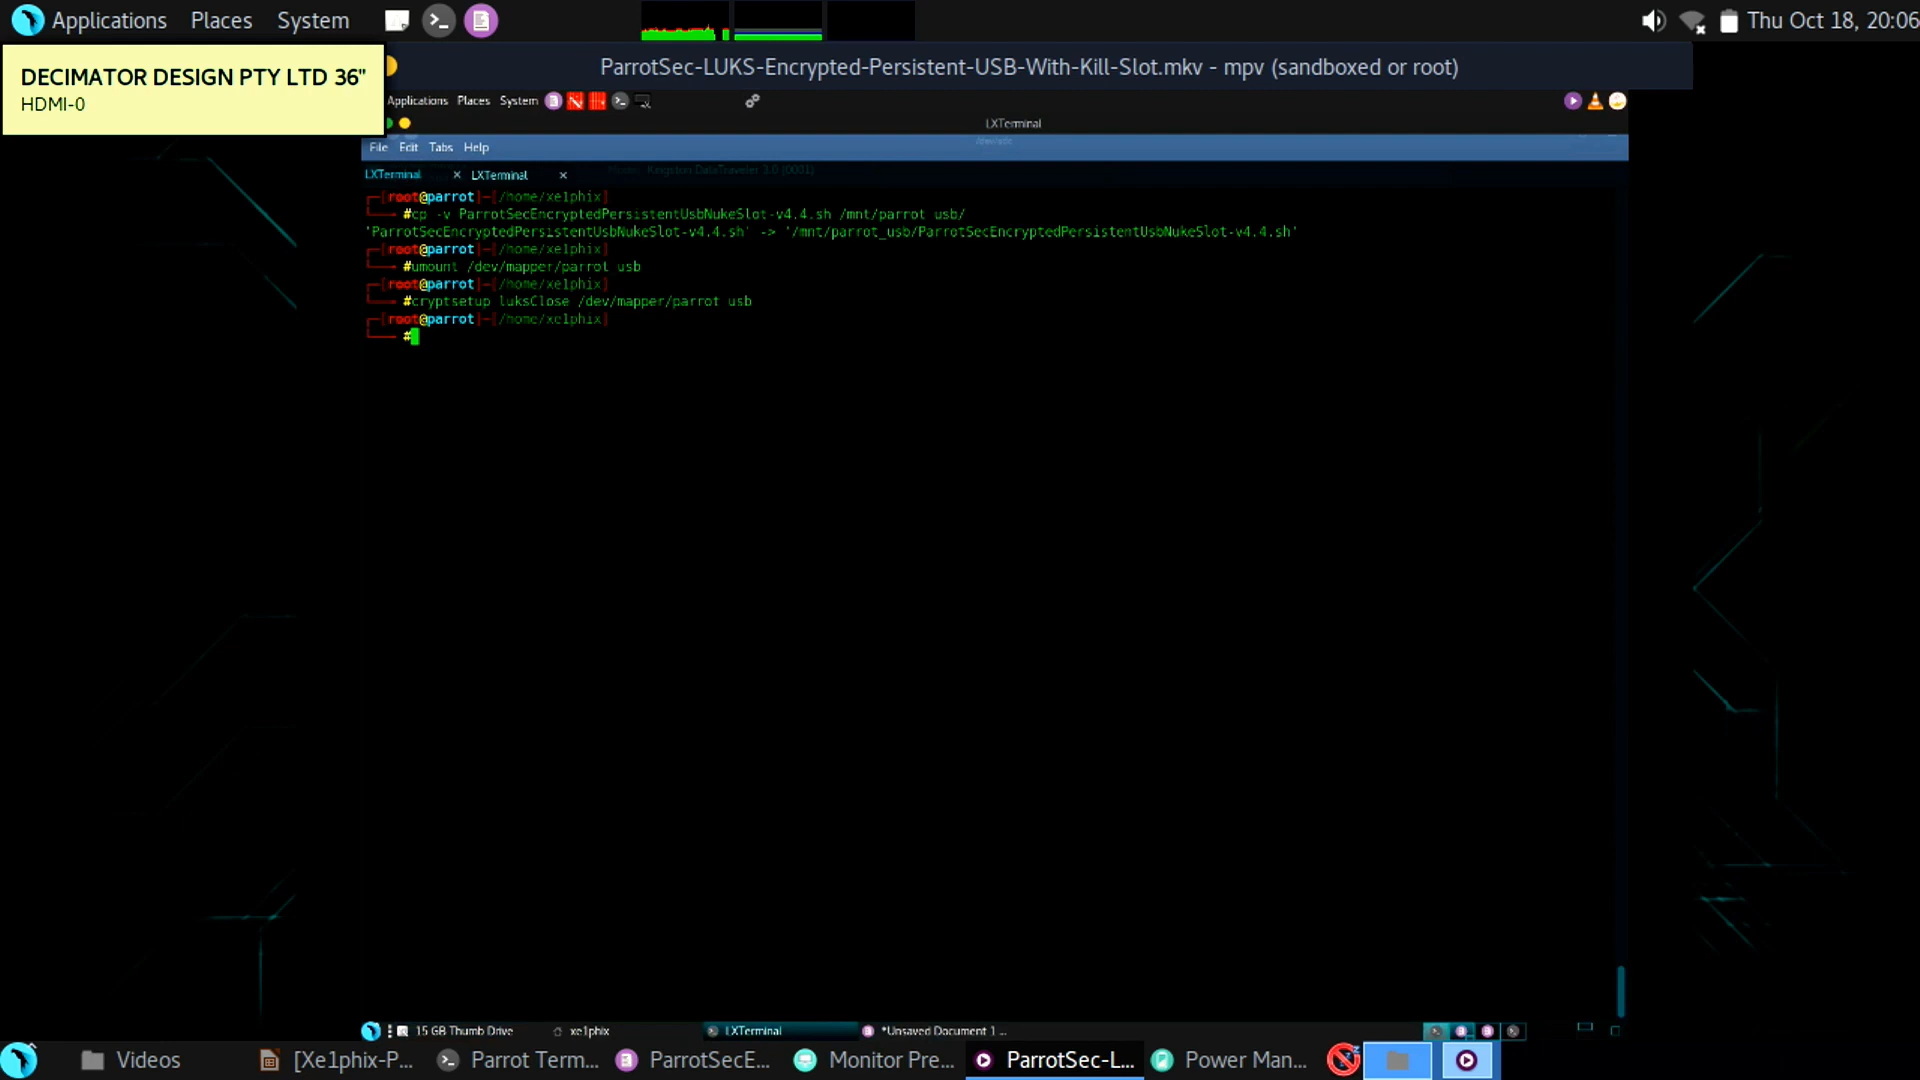 Applications Places System
Thu Oct 18, 20:06
DECIMATOR DESIGN PTY LTD 36"
HDMI-0
ParrotSec-LUKS-Encrypted-Persistent-USB-With-Kill-Slot.mkv - mpv (sandboxed or root)
Applications Places System
LXTerminal
File Edit Tabs Help
LXTerminal × LXTerminal ×
Kingston DataTraveler 3.0 (0001)
┌─[root@parrot]─[/home/xe1phix]
└──╼ #cp -v ParrotSecEncryptedPersistentUsbNukeSlot-v4.4.sh /mnt/parrot_usb/
'ParrotSecEncryptedPersistentUsbNukeSlot-v4.4.sh' -> '/mnt/parrot_usb/ParrotSecEncryptedPersistentUsbNukeSlot-v4.4.sh'
┌─[root@parrot]─[/home/xe1phix]
└──╼ #umount /dev/mapper/parrot_usb
┌─[root@parrot]─[/home/xe1phix]
└──╼ #cryptsetup luksClose /dev/mapper/parrot_usb
┌─[root@parrot]─[/home/xe1phix]
└──╼ #
15 GB Thumb Drive xe1phix LXTerminal *Unsaved Document 1 ...
Videos [Xe1phix-P... Parrot Term... ParrotSecE... Monitor Pre... ParrotSec-L... Power Man...